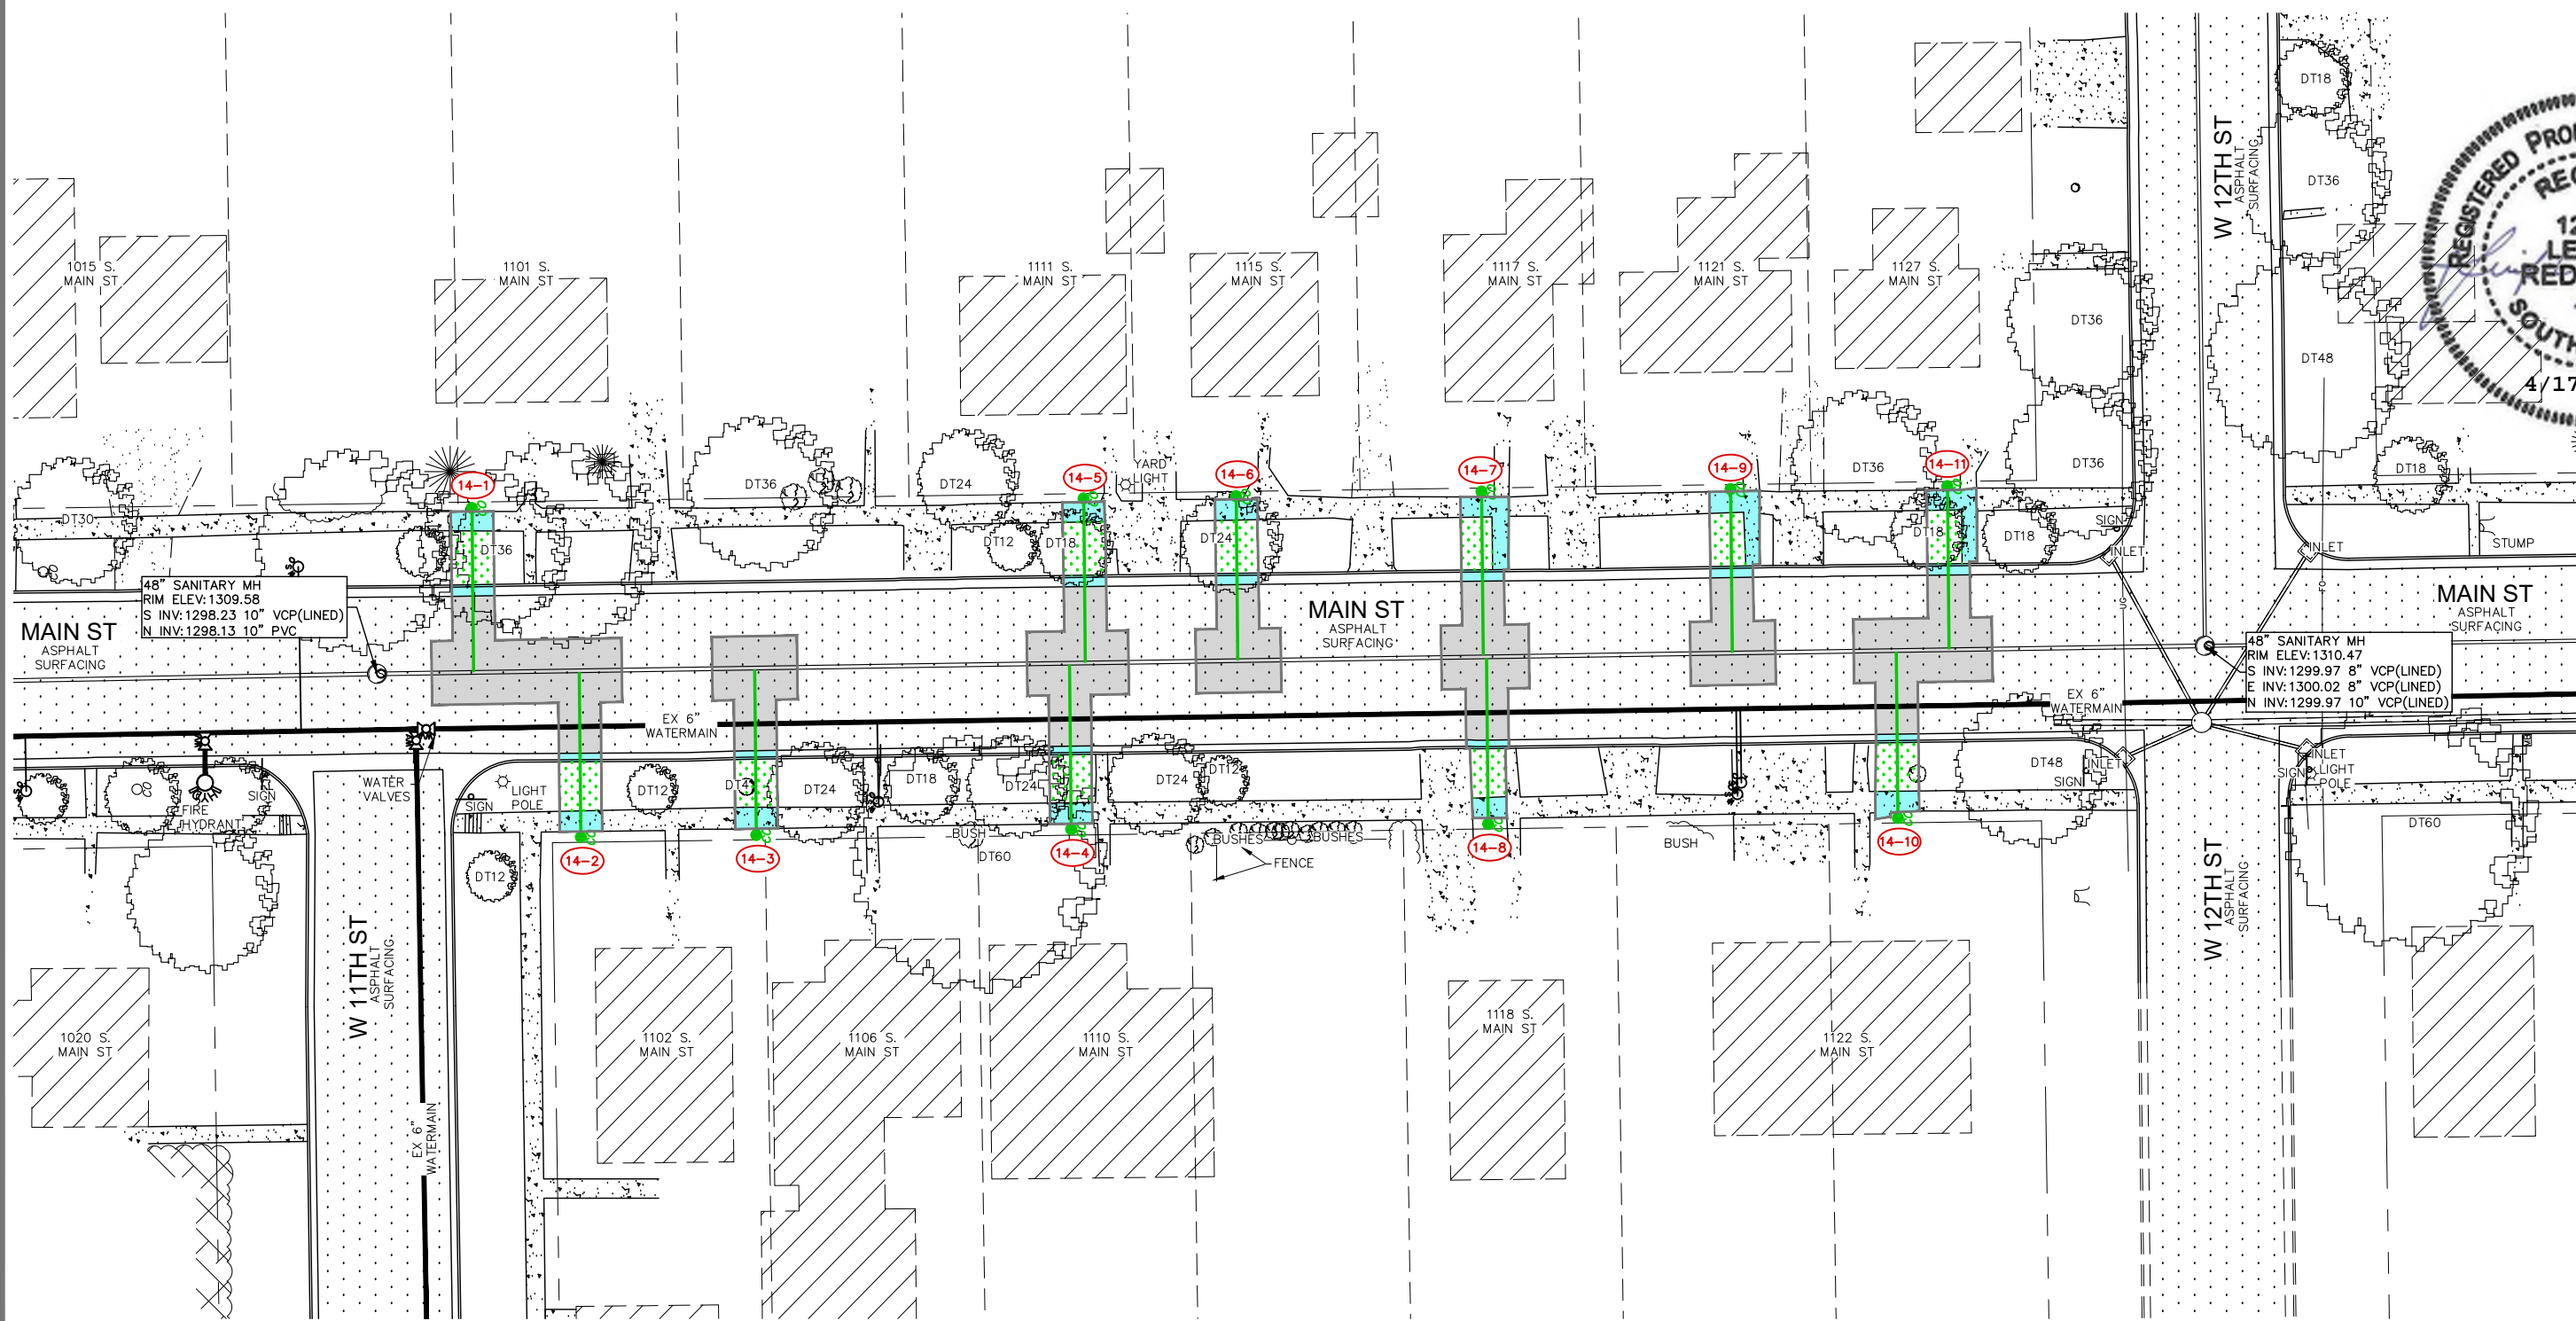 1015 S.
MAIN ST
1101 S.
MAIN ST
1111 S.
MAIN ST
1115 S.
MAIN ST
1117 S.
MAIN ST
1121 S.
MAIN ST
1127 S.
MAIN ST
W 12TH ST
ASPHALT
SURFACING
DT18
DT36
DT48
DT18
DT36
DT36
REGISTERED
4/17
14-1
14-5
14-6
14-7
14-9
14-11
YARD
LIGHT
DT30
DT36
DT36
DT24
DT12
DT18
DT24
DT36
DT18
DT18
SIGN
INLET
INLET
STUMP
48" SANITARY MH
RIM ELEV:1309.58
S INV:1298.23 10" VCP(LINED)
N INV:1298.13 10" PVC
MAIN ST
ASPHALT
SURFACING
MAIN ST
ASPHALT
SURFACING
MAIN ST
ASPHALT
SURFACING
UG
FO
48" SANITARY MH
RIM ELEV:1310.47
S INV:1299.97 8" VCP(LINED)
E INV:1300.02 8" VCP(LINED)
N INV:1299.97 10" VCP(LINED)
EX 6"
WATERMAIN
EX 6"
WATERMAIN
WATER
VALVES
FIRE
HYDRANT
SIGN
SIGN
LIGHT
POLE
DT12
DT4
DT24
DT18
DT24
DT24
DT12
DT48
SIGN
INLET
INLET
SIGN
LIGHT
POLE
DT12
14-2
14-3
BUSH
DT60
14-4
BUSHES
BUSHES
FENCE
14-8
BUSH
14-10
DT60
W 11TH ST
ASPHALT
SURFACING
W 12TH ST
ASPHALT
SURFACING
1020 S.
MAIN ST
1102 S.
MAIN ST
1106 S.
MAIN ST
1110 S.
MAIN ST
1118 S.
MAIN ST
1122 S.
MAIN ST
EX 6"
WATERMAIN